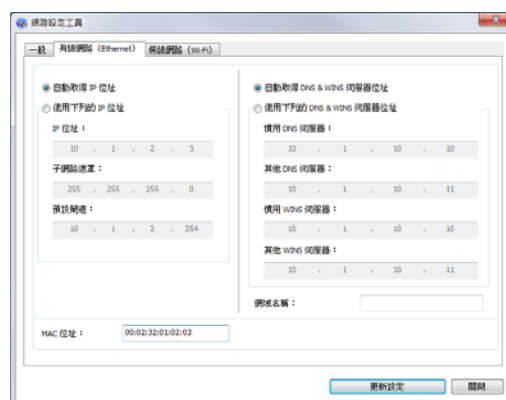 網路設定工具
一般 有線網路 (Ethernet) 無線網路 (Wi-Fi)
自動取得 IP 位址
使用下列的 IP 位址
IP 位址：
10 . 1 . 2 . 3
子網路遮罩：
255 . 255 . 255 . 0
預設閘道：
10 . 1 . 2 . 254
自動取得 DNS & WINS 伺服器位址
使用下列的 DNS & WINS 伺服器位址
慣用 DNS 伺服器：
10 . 1 . 10 . 10
其他 DNS 伺服器：
10 . 1 . 10 . 11
慣用 WINS 伺服器：
10 . 1 . 10 . 10
其他 WINS 伺服器：
10 . 1 . 10 . 11
網域名稱：
MAC 位址： 00:02:32:01:02:03
更新設定 關閉